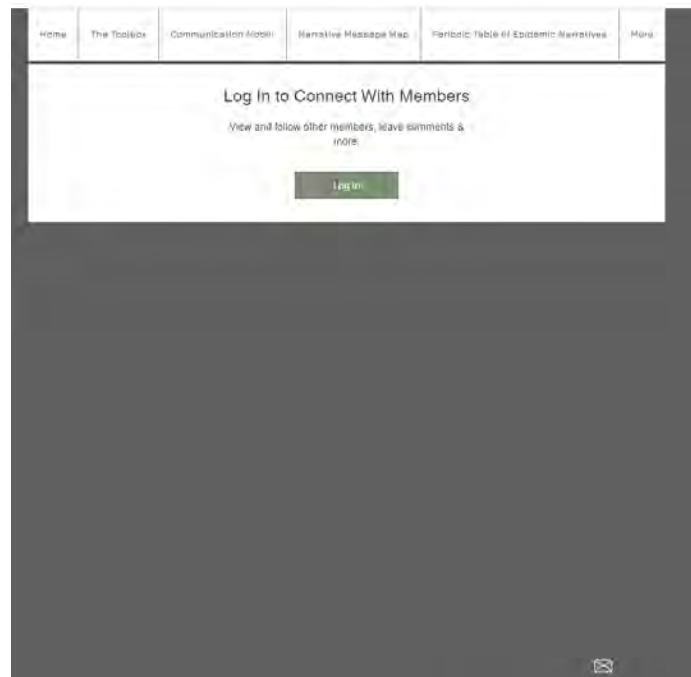 Home
The Toolbox
Communication Model
Narrative Message Map
Periodic Table of Epidemic Narratives
More
Log In to Connect With Members
View and follow other members, leave comments &
more.
Log In